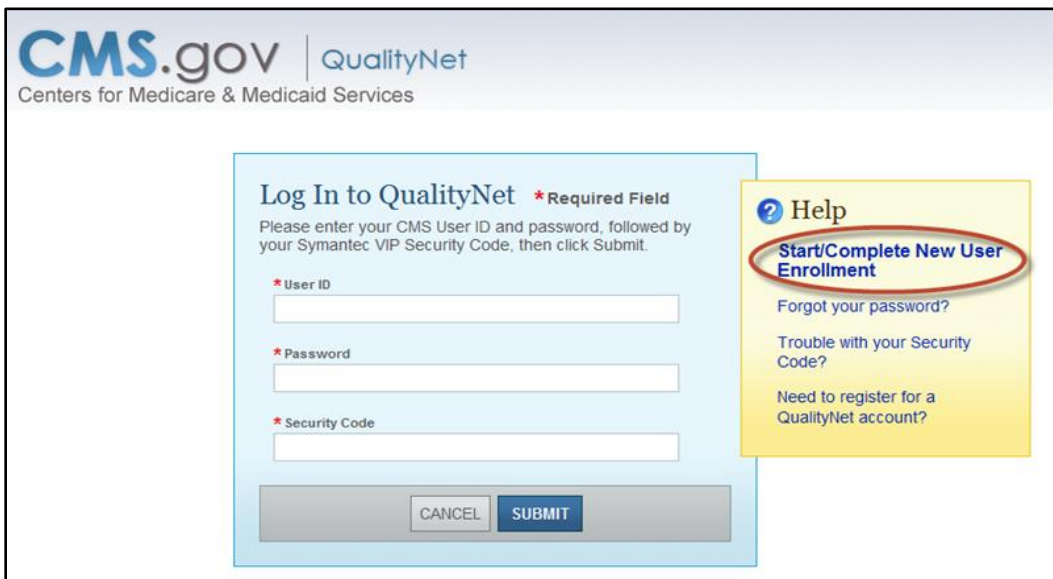 CMS.gov | QualityNet
Centers for Medicare & Medicaid Services
Log In to QualityNet *Required Field
Please enter your CMS User ID and password, followed by
your Symantec VIP Security Code, then click Submit.
*User ID
*Password
*Security Code
CANCEL SUBMIT
? Help
Start/Complete New User
Enrollment
Forgot your password?
Trouble with your Security
Code?
Need to register for a
QualityNet account?